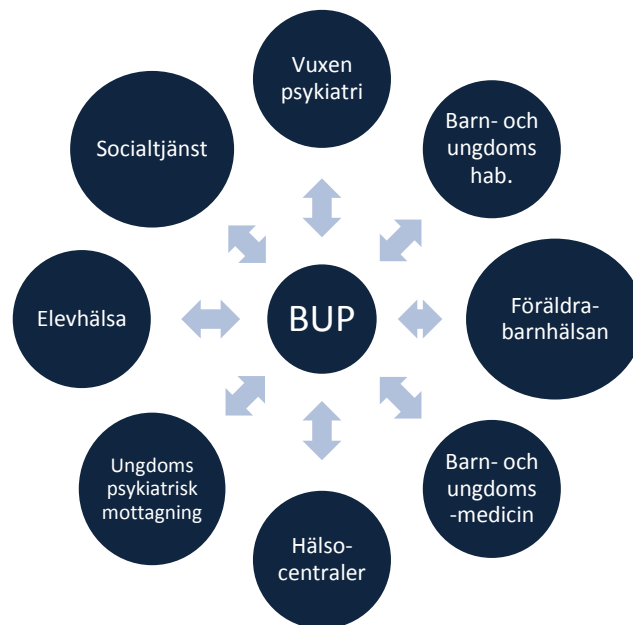 Vuxen
psykiatri
Barn- och
ungdoms
hab.
Föräldra-
barnhälsan
Barn- och
ungdoms
-medicin
Hälso-
centraler
Ungdoms
psykiatrisk
mottagning
Elevhälsa
Socialtjänst
BUP